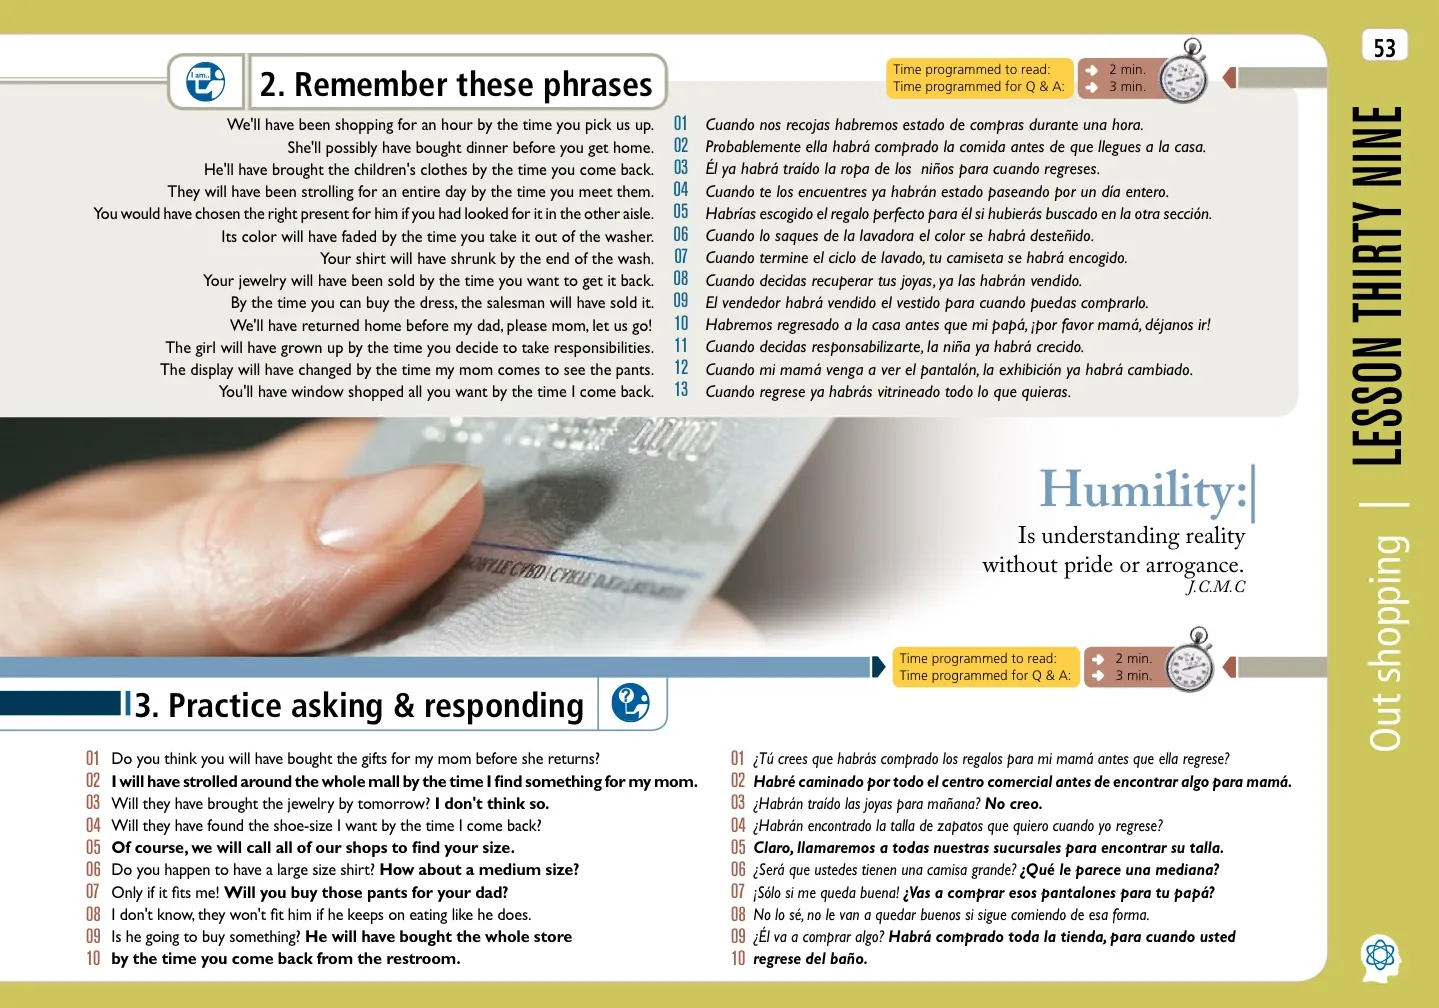 53
I am..
2. Remember these phrases
Time programmed to read: 2 min.
Time programmed for Q & A: 3 min.
We'll have been shopping for an hour by the time you pick us up. 01 Cuando nos recojas habremos estado de compras durante una hora.
She'll possibly have bought dinner before you get home. 02 Probablemente ella habrá comprado la comida antes de que llegues a la casa.
He'll have brought the children's clothes by the time you come back. 03 Él ya habrá traído la ropa de los niños para cuando regreses.
They will have been strolling for an entire day by the time you meet them. 04 Cuando te los encuentres ya habrán estado paseando por un día entero.
You would have chosen the right present for him if you had looked for it in the other aisle. 05 Habrías escogido el regalo perfecto para él si hubierás buscado en la otra sección.
Its color will have faded by the time you take it out of the washer. 06 Cuando lo saques de la lavadora el color se habrá desteñido.
Your shirt will have shrunk by the end of the wash. 07 Cuando termine el ciclo de lavado, tu camiseta se habrá encogido.
Your jewelry will have been sold by the time you want to get it back. 08 Cuando decidas recuperar tus joyas, ya las habrán vendido.
By the time you can buy the dress, the salesman will have sold it. 09 El vendedor habrá vendido el vestido para cuando puedas comprarlo.
We'll have returned home before my dad, please mom, let us go! 10 Habremos regresado a la casa antes que mi papá, ¡por favor mamá, déjanos ir!
The girl will have grown up by the time you decide to take responsibilities. 11 Cuando decidas responsabilizarte, la niña ya habrá crecido.
The display will have changed by the time my mom comes to see the pants. 12 Cuando mi mamá venga a ver el pantalón, la exhibición ya habrá cambiado.
You'll have window shopped all you want by the time I come back. 13 Cuando regrese ya habrás vitrineado todo lo que quieras.
Humility:
Is understanding reality
without pride or arrogance.
J.C.M.C
Time programmed to read: 2 min.
Time programmed for Q & A: 3 min.
3. Practice asking & responding
?
01 Do you think you will have bought the gifts for my mom before she returns?
02 I will have strolled around the whole mall by the time I find something for my mom.
03 Will they have brought the jewelry by tomorrow? I don't think so.
04 Will they have found the shoe-size I want by the time I come back?
05 Of course, we will call all of our shops to find your size.
06 Do you happen to have a large size shirt? How about a medium size?
07 Only if it fits me! Will you buy those pants for your dad?
08 I don't know, they won't fit him if he keeps on eating like he does.
09 Is he going to buy something? He will have bought the whole store
10 by the time you come back from the restroom.
01 ¿Tú crees que habrás comprado los regalos para mi mamá antes que ella regrese?
02 Habré caminado por todo el centro comercial antes de encontrar algo para mamá.
03 ¿Habrán traído las joyas para mañana? No creo.
04 ¿Habrán encontrado la talla de zapatos que quiero cuando yo regrese?
05 Claro, llamaremos a todas nuestras sucursales para encontrar su talla.
06 ¿Será que ustedes tienen una camisa grande? ¿Qué le parece una mediana?
07 ¡Sólo si me queda buena! ¿Vas a comprar esos pantalones para tu papá?
08 No lo sé, no le van a quedar buenos si sigue comiendo de esa forma.
09 ¿Él va a comprar algo? Habrá comprado toda la tienda, para cuando usted
10 regrese del baño.
Out shopping | LESSON THIRTY NINE